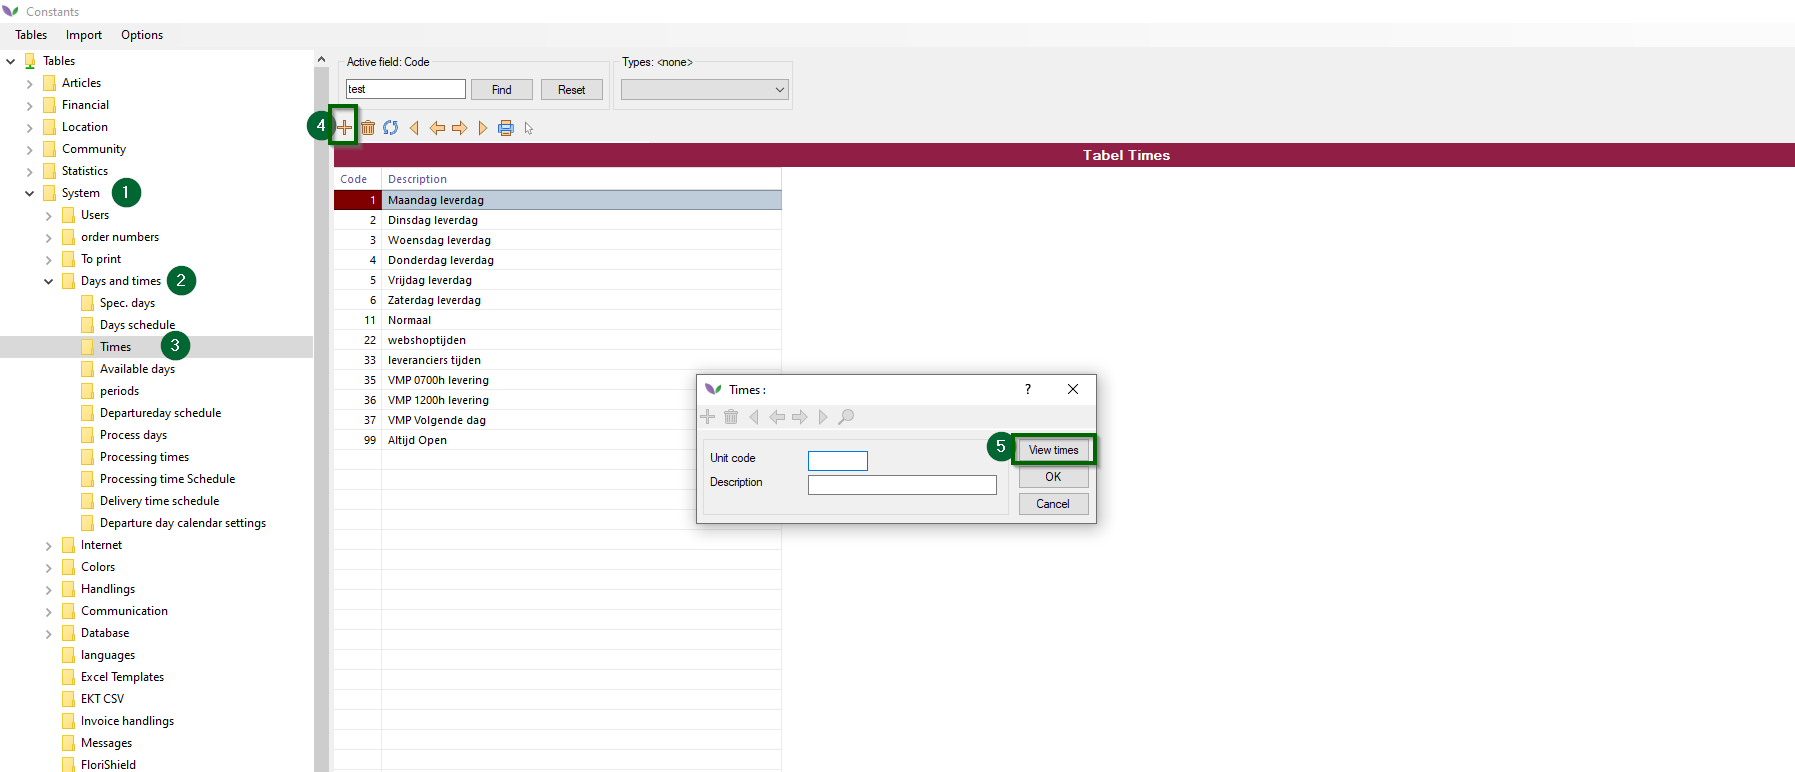 Constants
Tables Import Options
Tables
Articles
Financial
Location
Community
Statistics
System 1
Users
order numbers
To print
Days and times 2
Spec. days
Days schedule
Times 3
Available days
periods
Departureday schedule
Process days
Processing times
Processing time Schedule
Delivery time schedule
Departure day calendar settings
Internet
Colors
Handlings
Communication
Database
languages
Excel Templates
EKT CSV
Invoice handlings
Messages
FloriShield
Active field: Code
test Find Reset
Types: <none>
4
Tabel Times
Code Description
1 Maandag leverdag
2 Dinsdag leverdag
3 Woensdag leverdag
4 Donderdag leverdag
5 Vrijdag leverdag
6 Zaterdag leverdag
11 Normaal
22 webshoptijden
33 leveranciers tijden
35 VMP 0700h levering
36 VMP 1200h levering
37 VMP Volgende dag
99 Altijd Open
Times : ?
Unit code
Description
5 View times
OK
Cancel